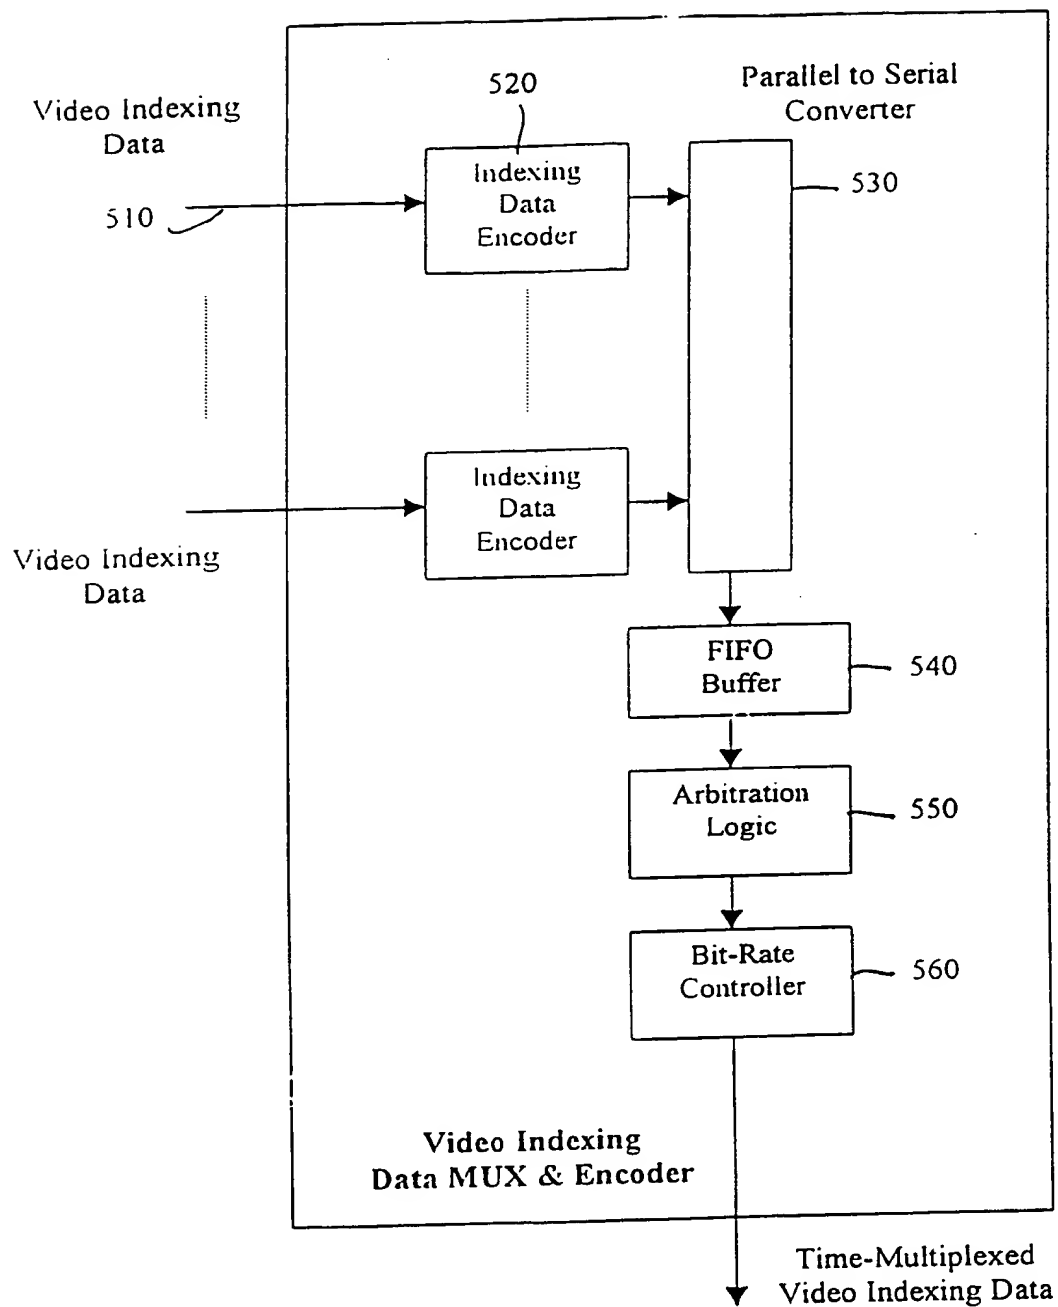 520
Parallel to Serial
Converter
Video Indexing
Data
Indexing
Data
Encoder
530
510
Indexing
Data
Encoder
Video Indexing
Data
FIFO
Buffer
540
Arbitration
Logic
550
Bit-Rate
Controller
560
Video Indexing
Data MUX & Encoder
Time-Multiplexed
Video Indexing Data